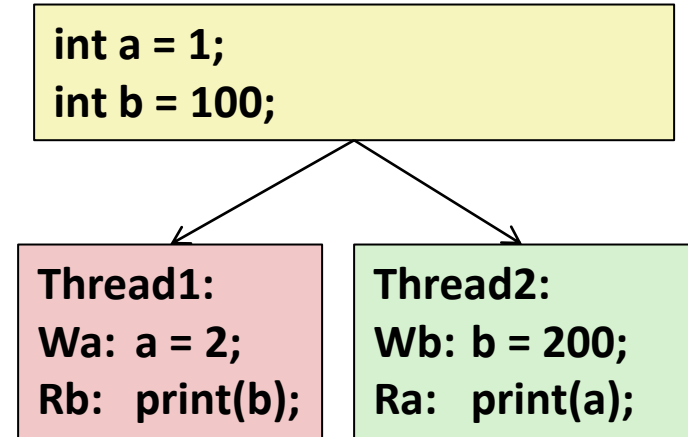 int a = 1;
int b = 100;
Thread1:
Wa: a = 2;
Rb: print(b);
Thread2:
Wb: b = 200;
Ra: print(a);